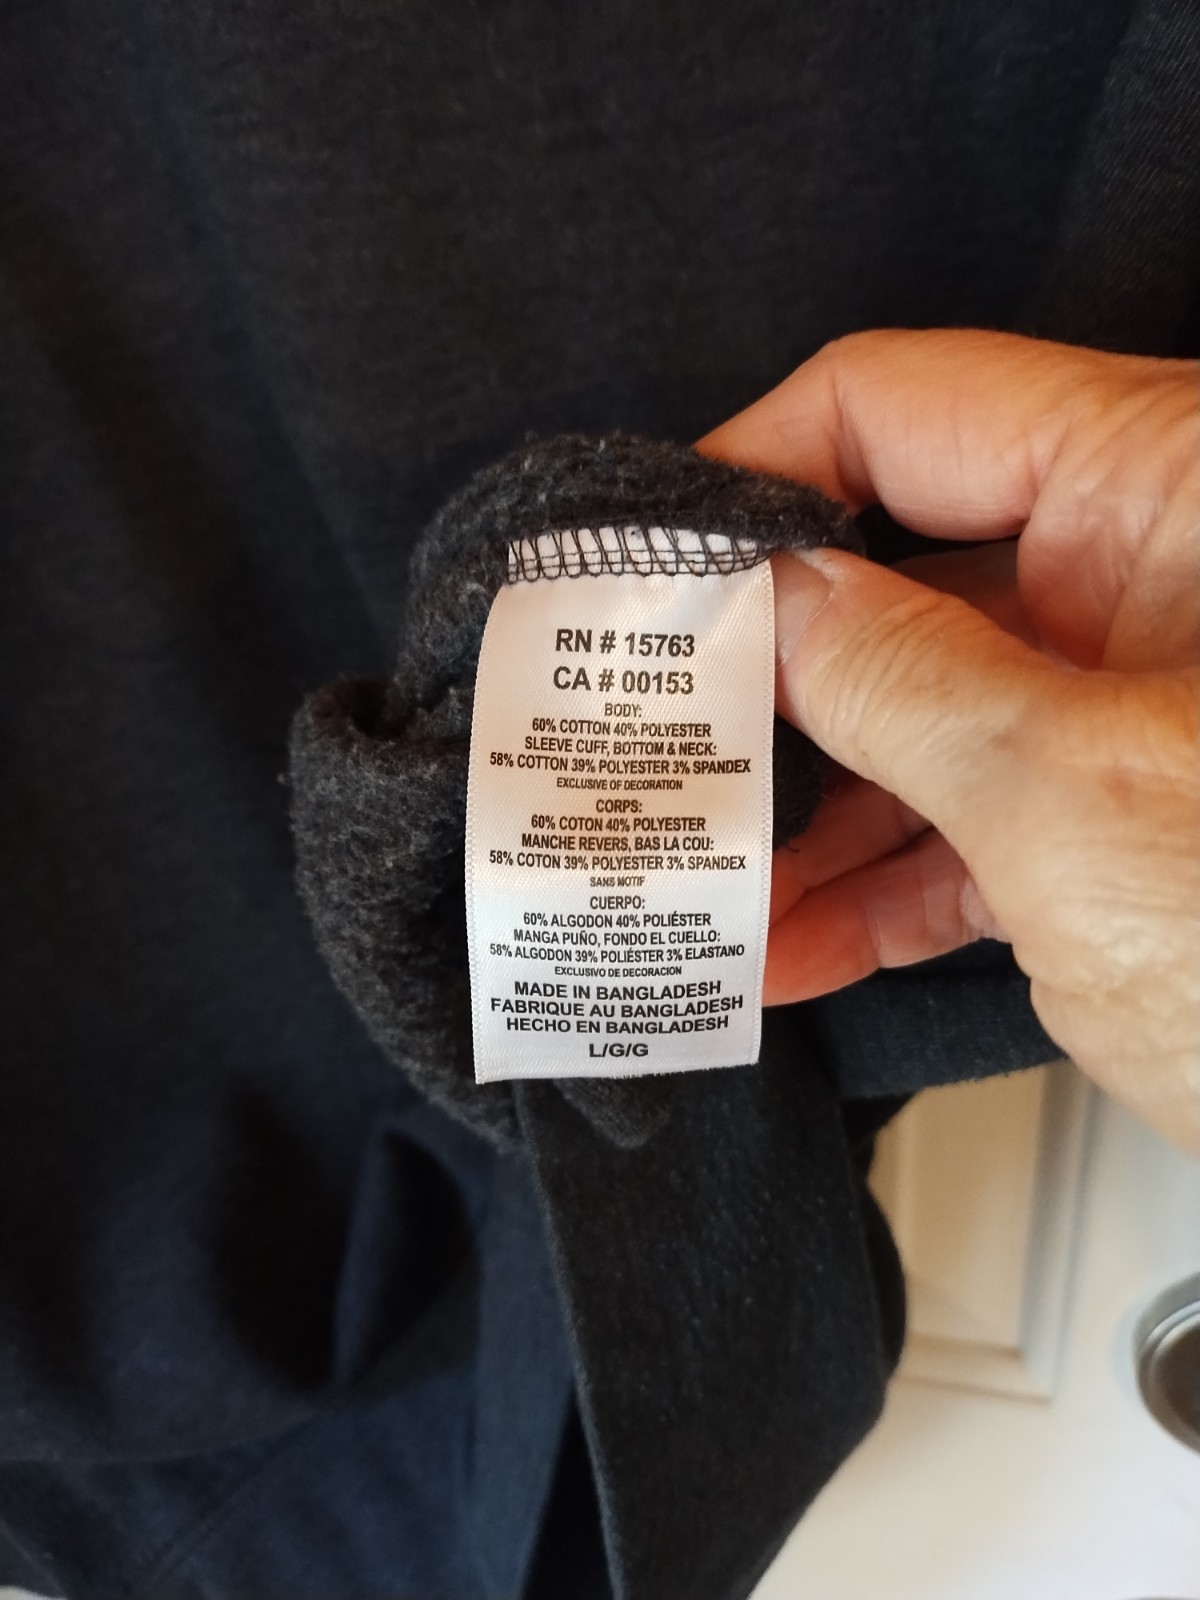 RN # 15763
CA # 00153
BODY:
60% COTTON 40% POLYESTER
SLEEVE CUFF, BOTTOM & NECK:
58% COTTON 39% POLYESTER 3% SPANDEX
EXCLUSIVE OF DECORATION
CORPS:
60% COTON 40% POLYESTER
MANCHE REVERS, BAS LA COU:
58% COTON 39% POLYESTER 3% SPANDEX
SANS MOTIF
CUERPO:
60% ALGODON 40% POLIÉSTER
MANGA PUÑO, FONDO EL CUELLO:
58% ALGODON 39% POLIÉSTER 3% ELASTANO
EXCLUSIVO DE DECORACION
MADE IN BANGLADESH
FABRIQUE AU BANGLADESH
HECHO EN BANGLADESH
L/G/G